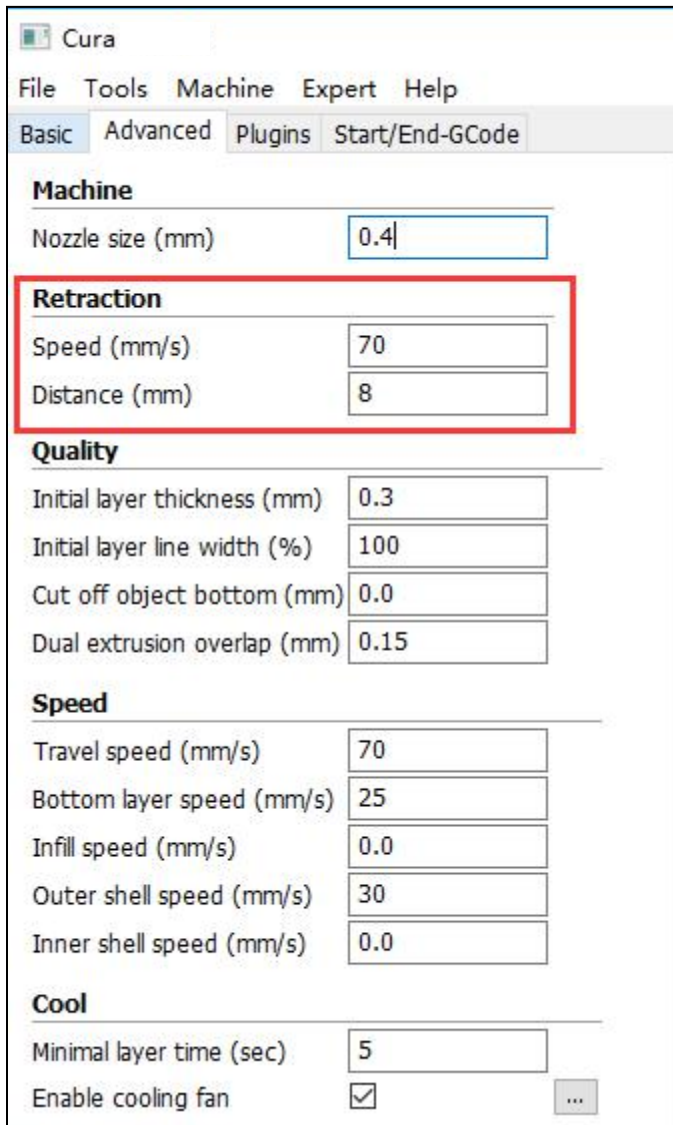 Cura
File Tools Machine Expert Help
Basic Advanced Plugins Start/End-GCode
Machine
Nozzle size (mm) 0.4
Retraction
Speed (mm/s) 70
Distance (mm) 8
Quality
Initial layer thickness (mm) 0.3
Initial layer line width (%) 100
Cut off object bottom (mm) 0.0
Dual extrusion overlap (mm) 0.15
Speed
Travel speed (mm/s) 70
Bottom layer speed (mm/s) 25
Infill speed (mm/s) 0.0
Outer shell speed (mm/s) 30
Inner shell speed (mm/s) 0.0
Cool
Minimal layer time (sec) 5
Enable cooling fan ...